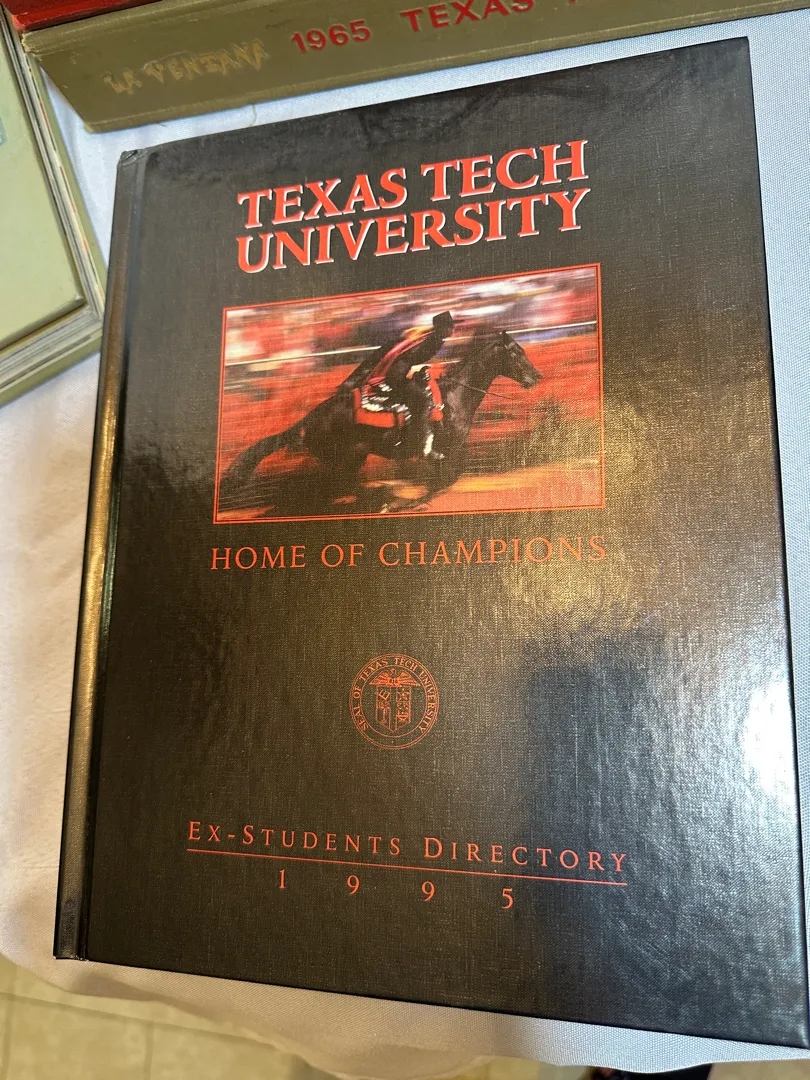 LA VENTANA 1965 TEXAS
TEXAS TECH
UNIVERSITY
HOME OF CHAMPIONS
SEAL OF TEXAS TECH UNIVERSITY
EX-STUDENTS DIRECTORY
1 9 9 5